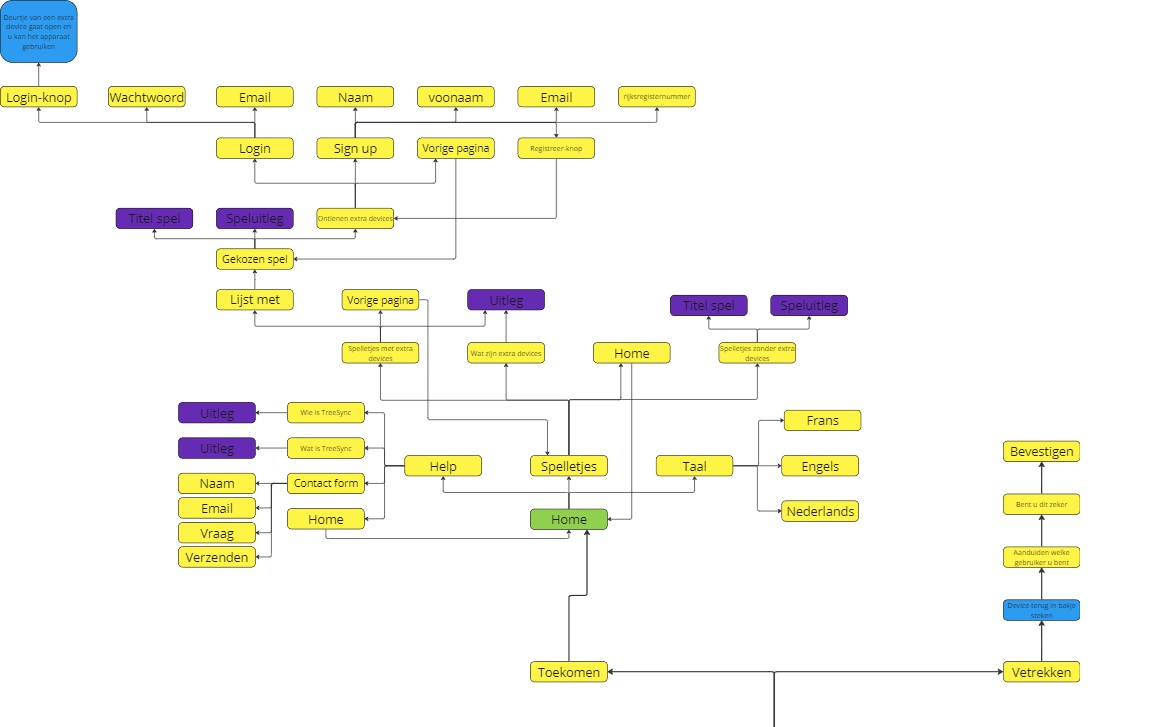 Deurtje van een extra
device gaat open en
u kan het apparaat
gebruiken
Login-knop
Wachtwoord
Email
Naam
voonaam
Email
rijksregisternummer
Login
Sign up
Vorige pagina
Registreer-knop
Titel spel
Speluitleg
Ontlenen extra devices
Gekozen spel
Lijst met
Vorige pagina
Uitleg
Titel spel
Speluitleg
Spelletjes met extra
devices
Wat zijn extra devices
Home
Spelletjes zonder extra
devices
Uitleg
Wie is TreeSync
Frans
Uitleg
Wat is TreeSync
Bevestigen
Help
Spelletjes
Taal
Engels
Naam
Contact form
Email
Bent u dit zeker
Home
Home
Nederlands
Vraag
Verzenden
Aanduiden welke
gebruiker u bent
Device terug in bakje
steken.
Toekomen
Vetrekken